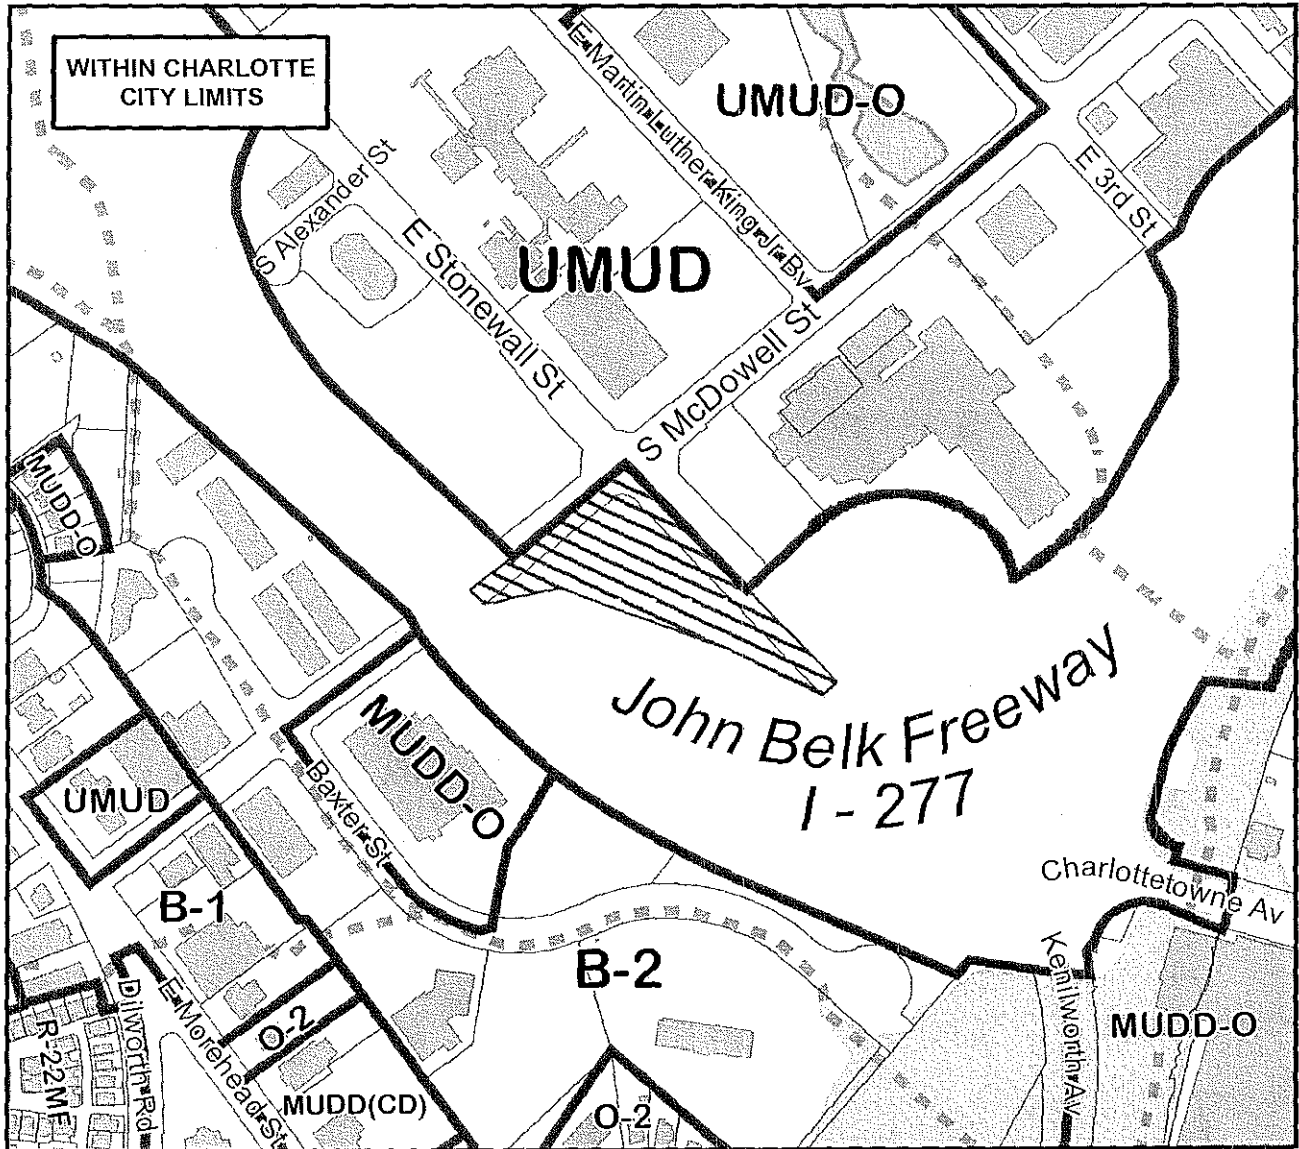 WITHIN CHARLOTTE
CITY LIMITS
E Martin Luther King Jr Bv
UMUD-O
E 3rd St
S Alexander St
E Stonewall St
UMUD
S McDowell St
MUDD-O
John Belk Freeway
I - 277
MUDD-O
Baxter St
UMUD
B-1
Charlottetowne Av
Kenilworth Av
B-2
MUDD-O
E Morehead St
Dilworth Rd
O-2
R-22MF
MUDD(CD)
O-2